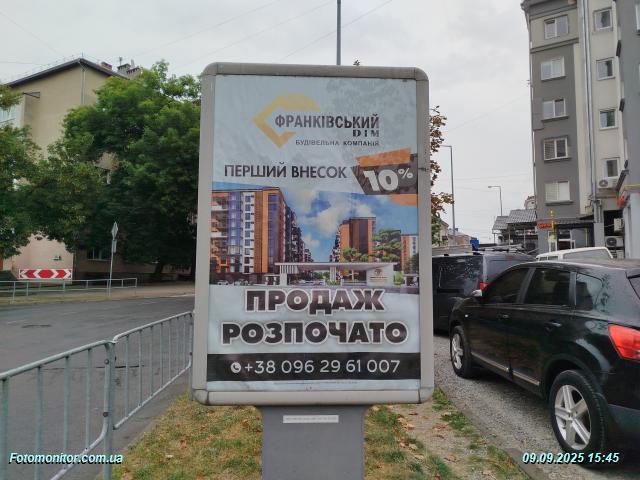 ФРАНКІВСЬКИЙ
DIM
БУДІВЕЛЬНА КОМПАНІЯ
ПЕРШИЙ ВНЕСОК 10%
ПРОДАЖ
РОЗПОЧАТО
+38 096 29 61 007
Fotomonitor.com.ua
09.09.2025 15:45